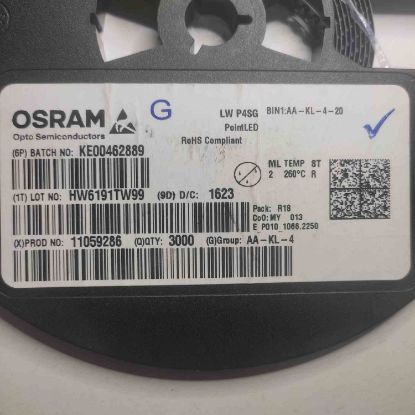 OSRAM
Opto Semiconductors
G
LW P4SG
PointLED
RoHS Compliant
BIN1:AA-KL-4-20
(6P) BATCH NO: KE00462889
ML TEMP ST
2 260°C R
(1T) LOT NO: HW6191TW99 (9D) D/C: 1623
Pack: R18
CoO:MY 013
E_P010_1066.2250
(X)PROD NO: 11059286 (Q)QTY: 3000 (G)Group: AA-KL-4